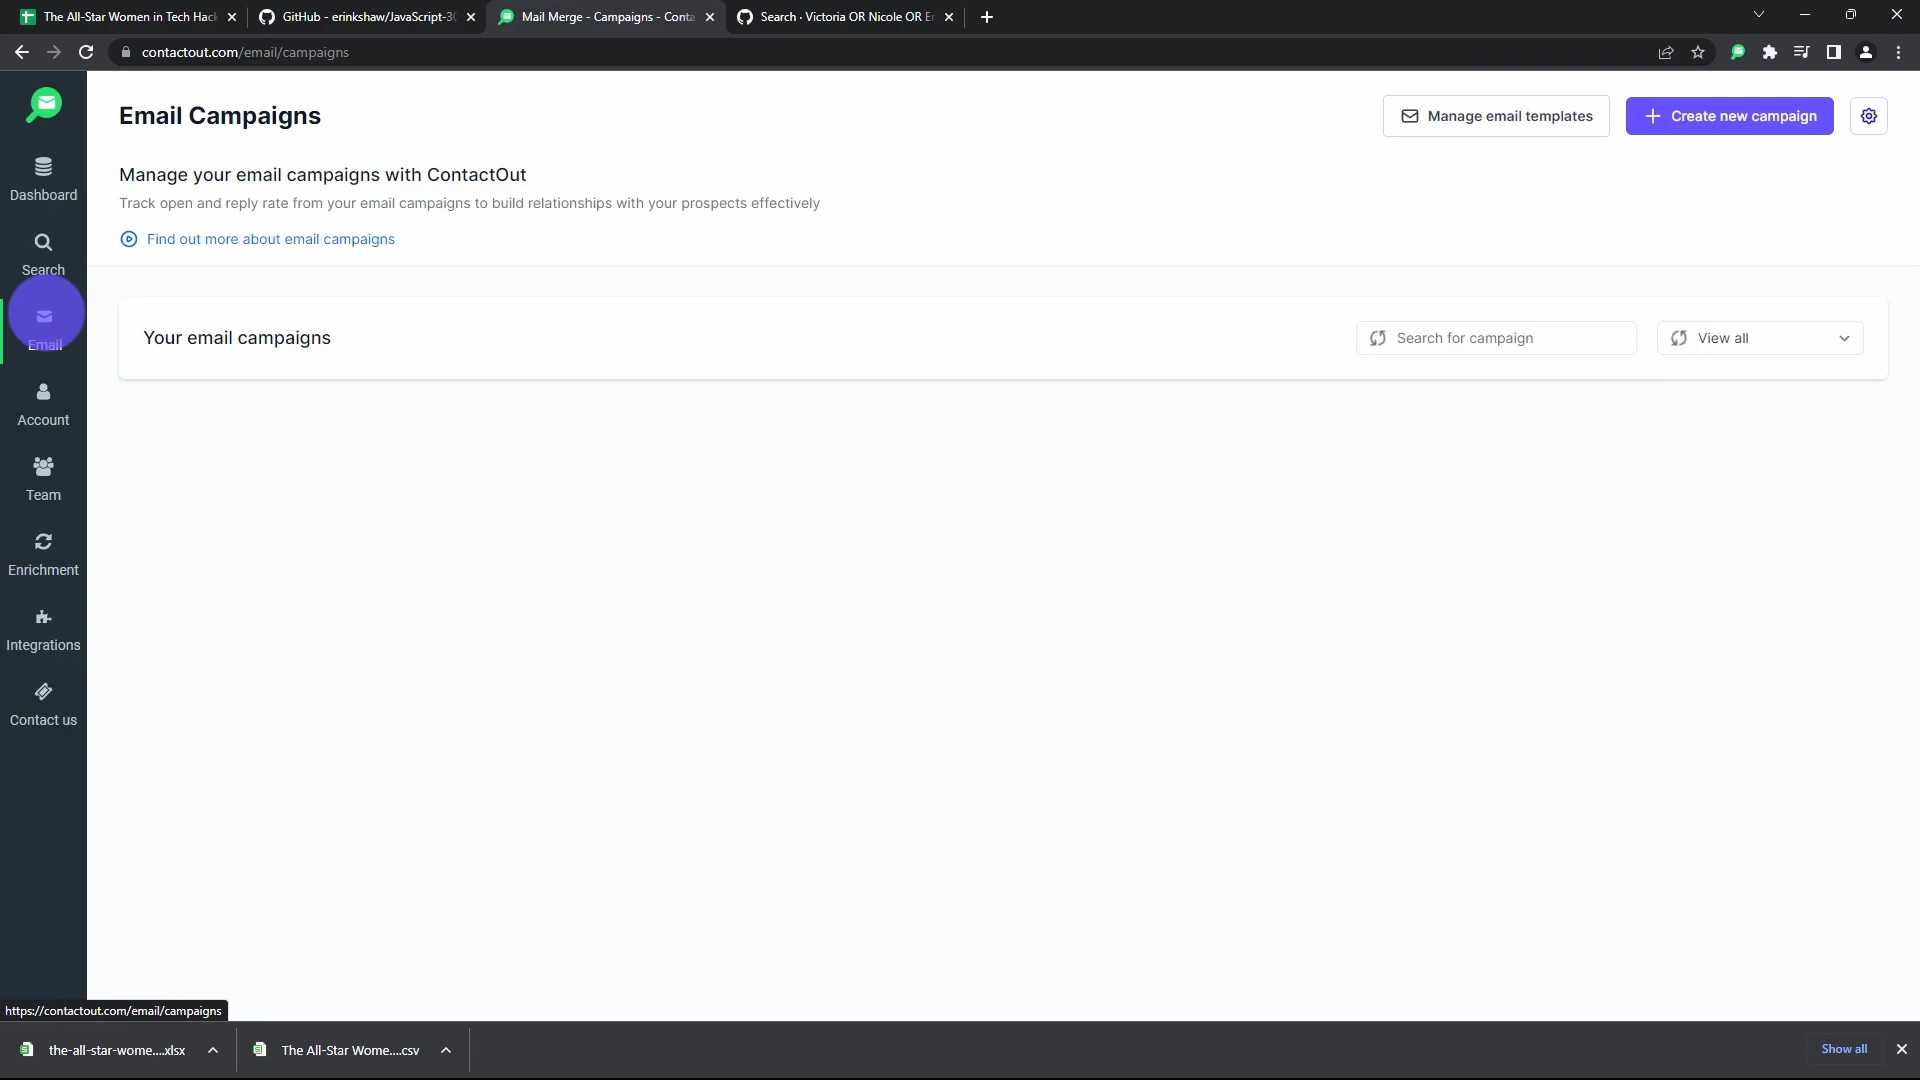 The All-Star Women in Tech Hack
GitHub - erinkshaw/JavaScript-30
Mail Merge - Campaigns - Conta
Search · Victoria OR Nicole OR Er
contactout.com/email/campaigns
Email Campaigns
Manage email templates
Create new campaign
Manage your email campaigns with ContactOut
Track open and reply rate from your email campaigns to build relationships with your prospects effectively
Find out more about email campaigns
Dashboard
Search
Email
Account
Team
Enrichment
Integrations
Contact us
Your email campaigns
Search for campaign
View all
https://contactout.com/email/campaigns
the-all-star-wome....xlsx
The All-Star Wome....csv
Show all